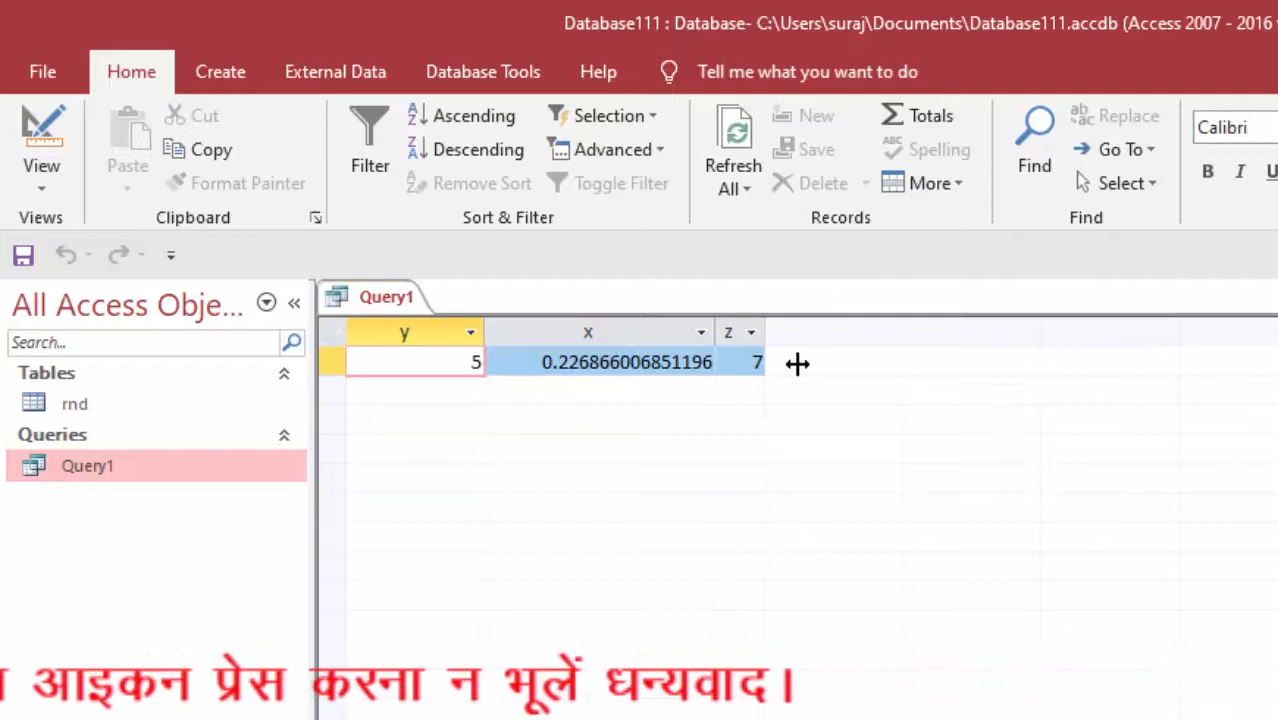 Database111 : Database- C:\Users\suraj\Documents\Database111.accdb (Access 2007 - 2016
File Home Create External Data Database Tools Help Tell me what you want to do
View
Views
Paste
Cut
Copy
Format Painter
Clipboard
Filter
Ascending
Descending
Remove Sort
Selection
Advanced
Toggle Filter
Sort & Filter
Refresh
All
New
Save
Delete
Totals
Spelling
More
Records
Find
Replace
Go To
Select
Find
Calibri
B I U
All Access Obje...
Search...
Tables
rnd
Queries
Query1
Query1
y x z
5 0.226866006851196 7
आइकन प्रेस करना न भूलें धन्यवाद।